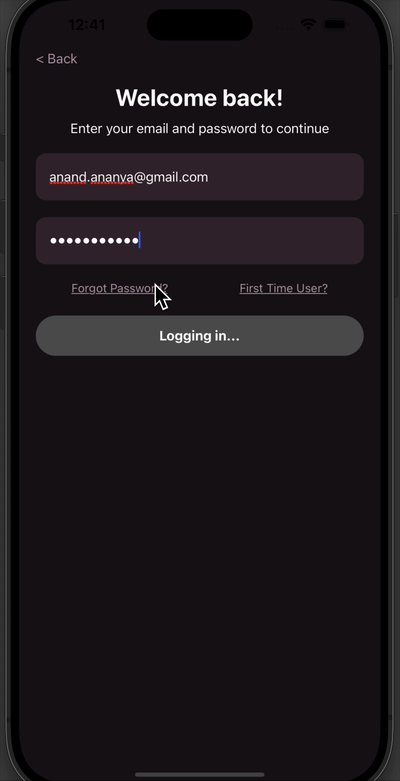 12:41
< Back
Welcome back!
Enter your email and password to continue
anand.ananya@gmail.com
•••••••••••
Forgot Password?
First Time User?
Logging in...